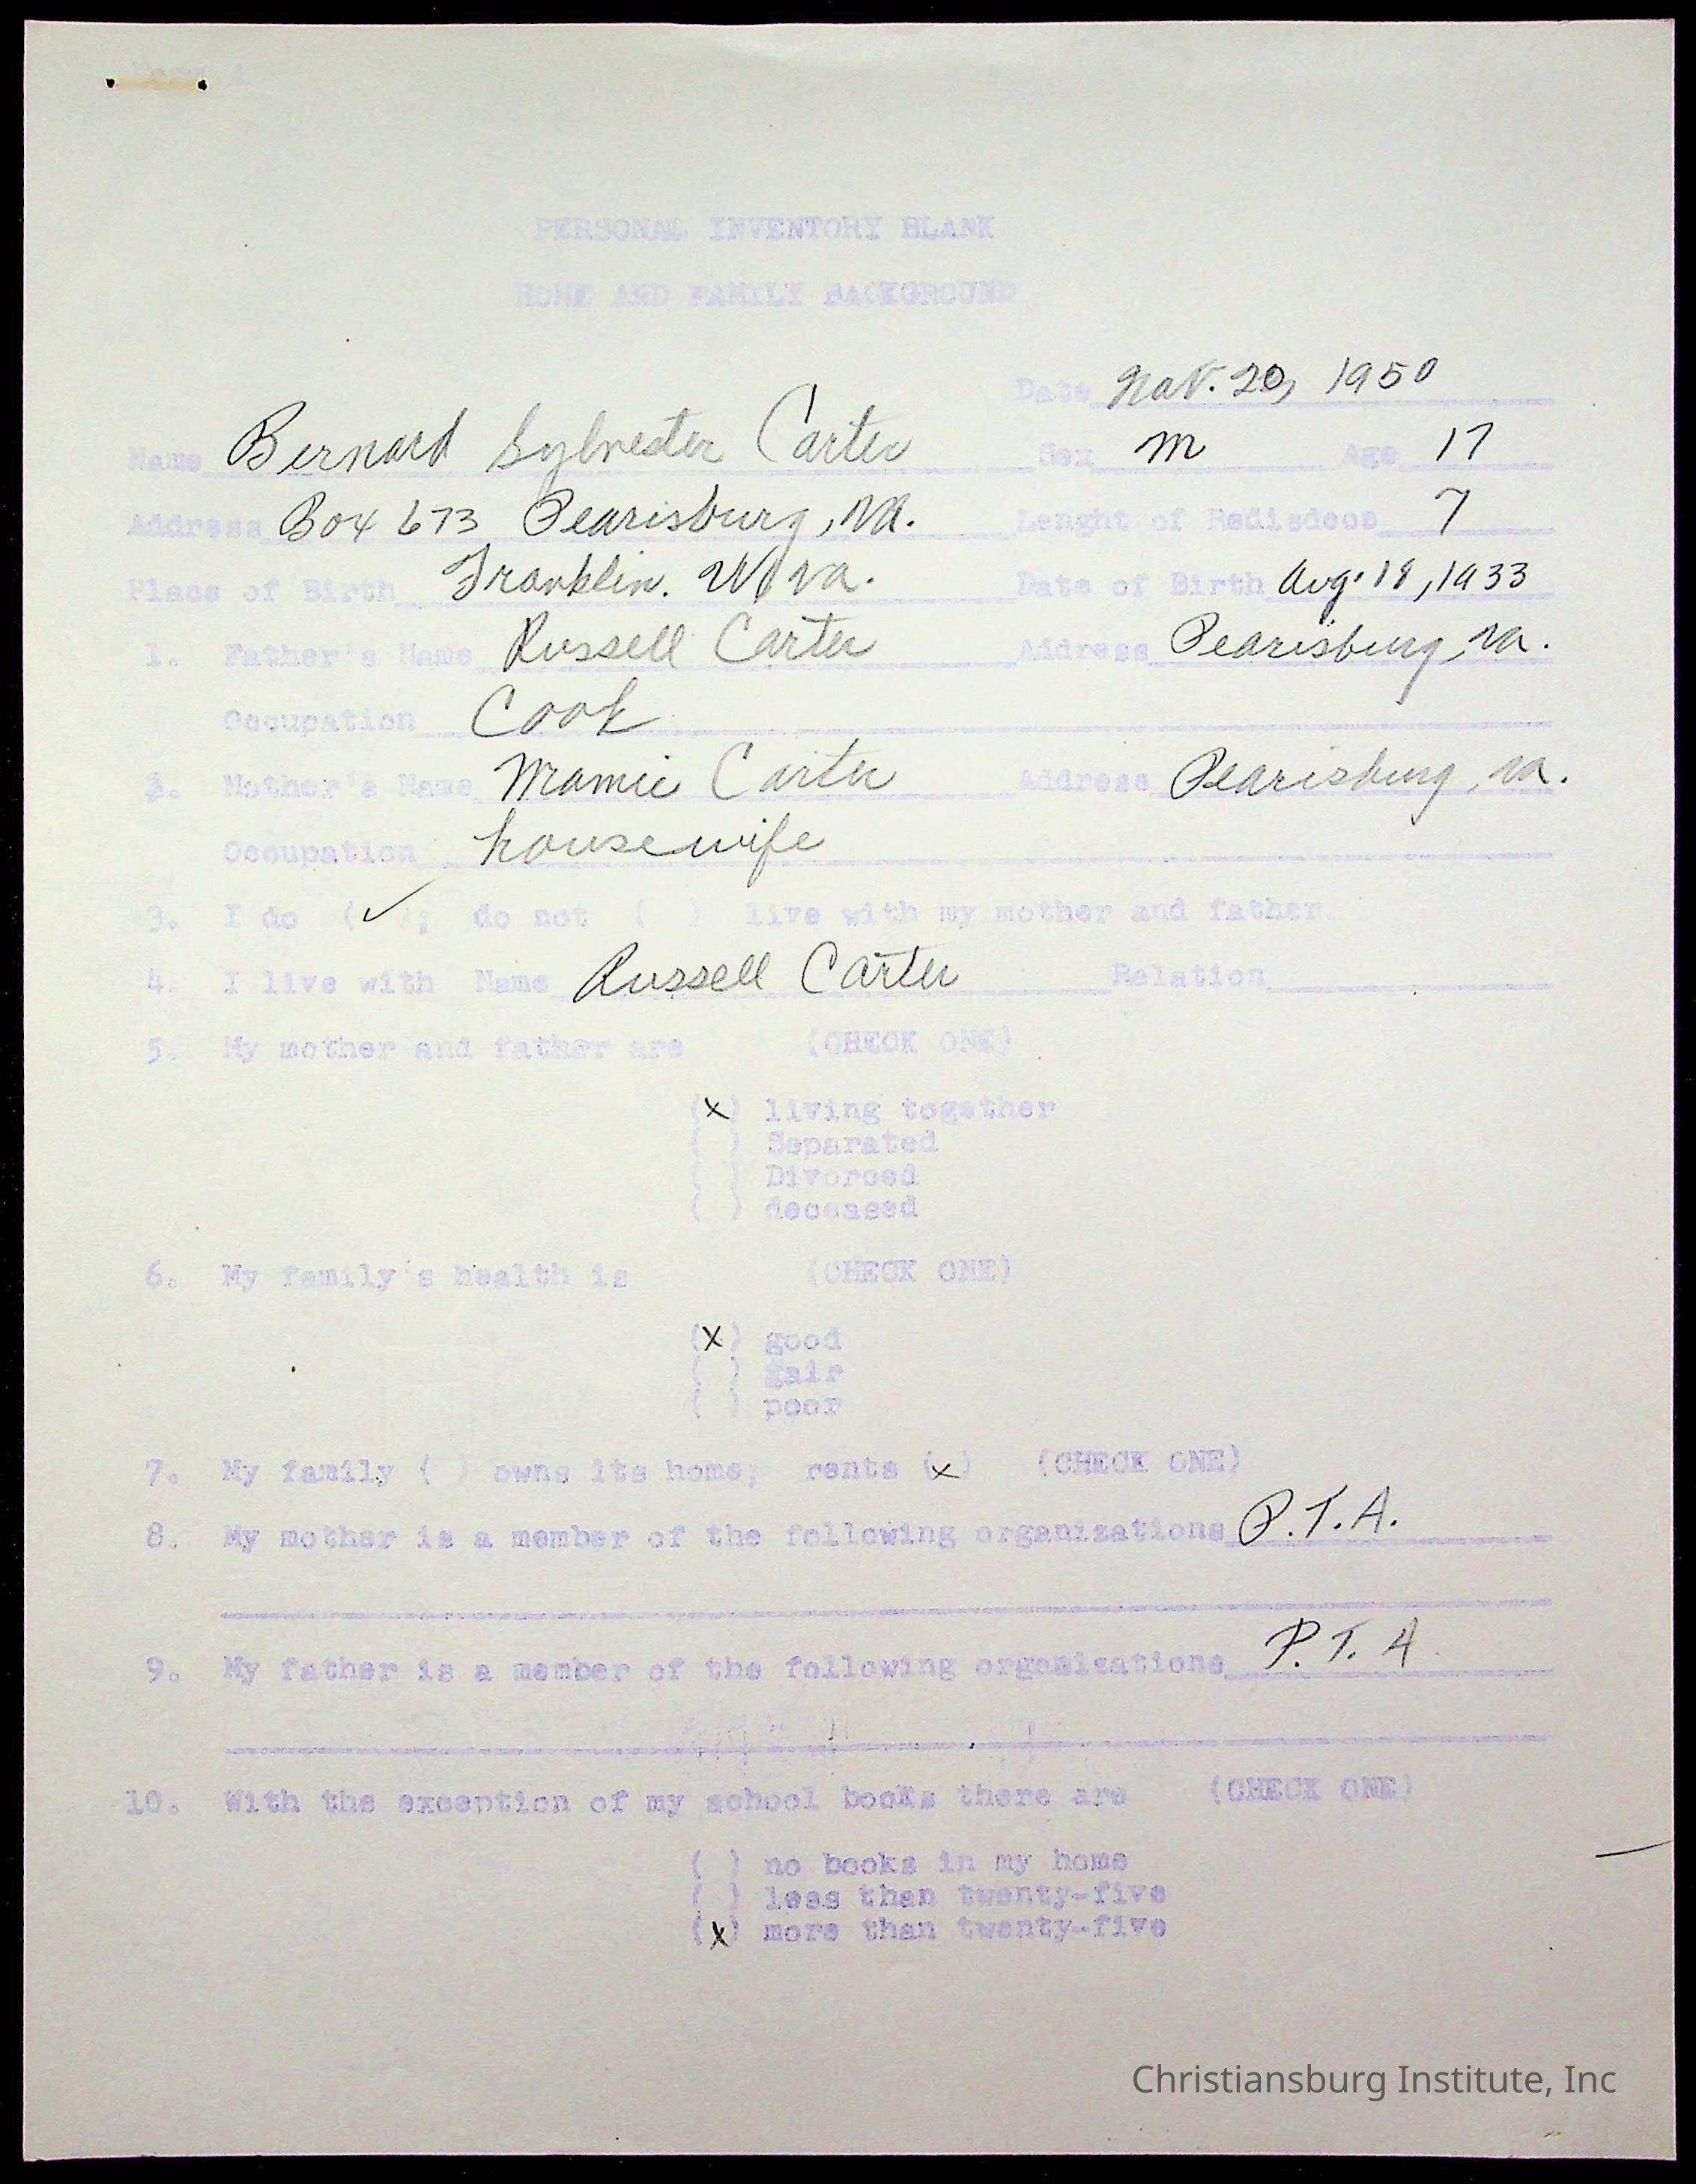 Page 1
PERSONAL INVENTORY BLANK
HOME AND FAMILY BACKGROUND
Date Nov. 20, 1950
Name Bernard Sylvester Carter Sex M Age 17
Address Box 673 Pearisburg, Va. Lenght of Redisdece 7
Place of Birth Franklin. W. Va. Date of Birth Aug. 18, 1933
1. Father's Name Russell Carter Address Pearisburg, Va.
Occupation Cook
2. Mother's Name Mamie Carter Address Pearisburg, Va.
Occupation housewife
3. I do (✓); do not ( ) live with my mother and father.
4. I live with Name Russell Carter Relation
5. My mother and father are (CHECK ONE)
(x) living together
( ) Separated
( ) Divorced
( ) deceased
6. My family's health is (CHECK ONE)
(x) good
( ) fair
( ) poor
7. My family ( ) owns its home; rents (x) (CHECK ONE)
8. My mother is a member of the following organizations P.T.A.
9. My father is a member of the following organizations P.T.A
10. With the exception of my school books there are (CHECK ONE)
( ) no books in my home
( ) less than twenty-five
(x) more than twenty-five
Christiansburg Institute, Inc